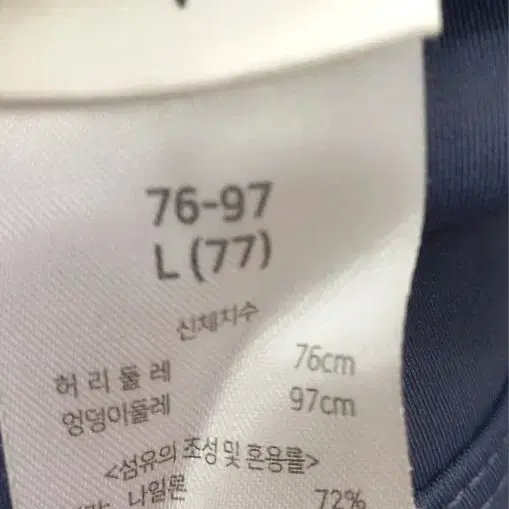 76-97
L (77)
신체치수
허리둘레 76cm
엉덩이둘레 97cm
<섬유의 조성 및 혼용률>
나일론 72%